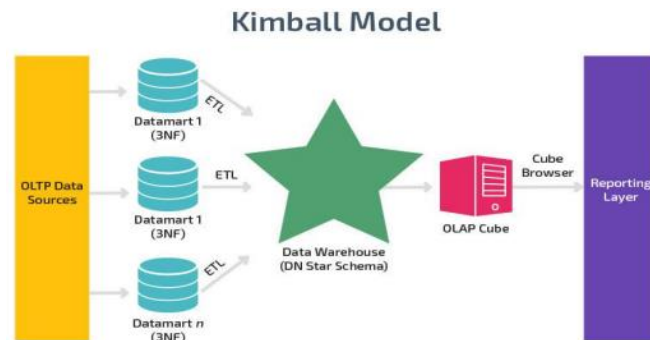 Kimball Model
OLTP Data
Sources
ETL
Datamart 1
(3NF)
ETL
Datamart 1
(3NF)
ETL
Datamart n
(3NF)
Data Warehouse
(DN Star Schema)
OLAP Cube
Cube
Browser
Reporting
Layer